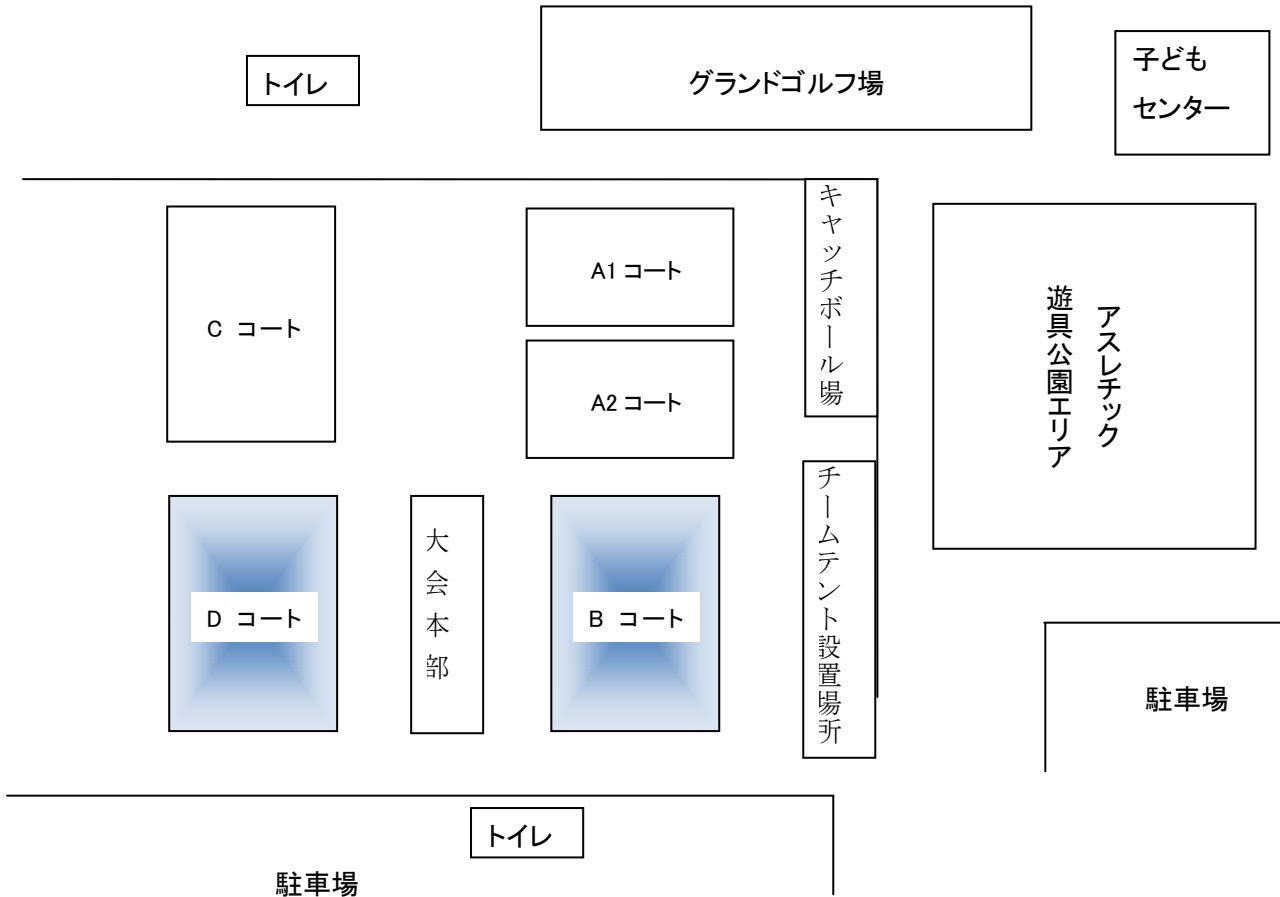 トイレ
グランドゴルフ場
子ども
センター
キャッチボール場
A1 コート
C コート
A2 コート
アスレチック
遊具公園エリア
チームテント設置場所
大会本部
D コート
B コート
駐車場
トイレ
駐車場